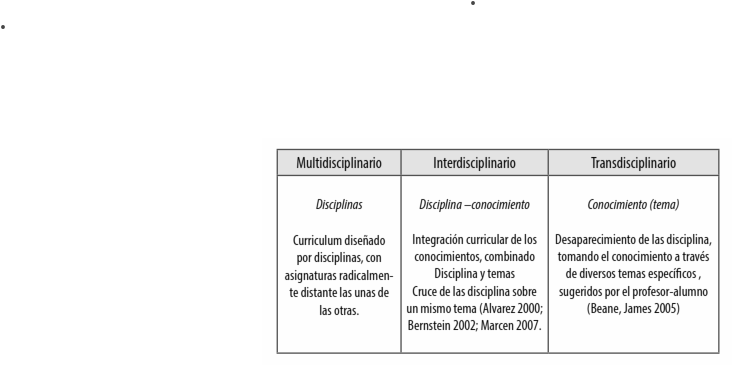 Multidisciplinario
Interdisciplinario
Transdisciplinario
Disciplinas
Curriculum diseñado
por disciplinas, con
asignaturas radicalmen-
te distante las unas de
las otras.
Disciplina –conocimiento
Integración curricular de los
conocimientos, combinado
Disciplina y temas
Cruce de las disciplina sobre
un mismo tema (Alvarez 2000;
Bernstein 2002; Marcen 2007.
Conocimiento (tema)
Desaparecimiento de las disciplina,
tomando el conocimiento a través
de diversos temas específicos ,
sugeridos por el profesor-alumno
(Beane, James 2005)